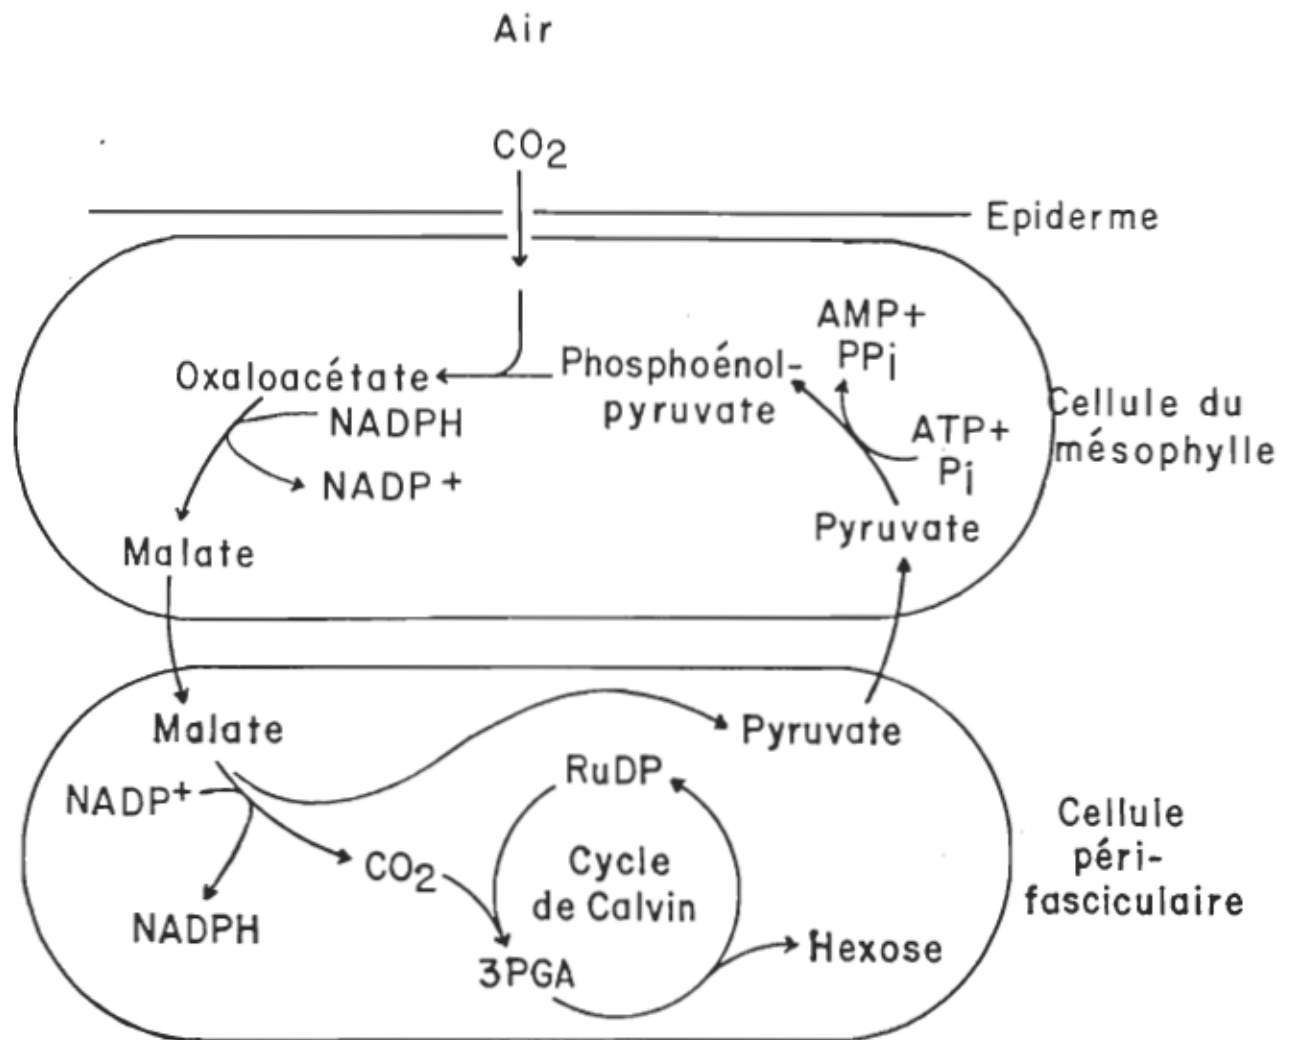 Air
CO2
Epiderme
AMP+
PPi
Phosphoénol-
pyruvate
Oxaloacétate
NADPH
NADP+
ATP+
Pi
Cellule du
mésophylle
Pyruvate
Malate
Malate
Pyruvate
NADP+
RuDP
CO2
Cycle
de Calvin
NADPH
3PGA
Hexose
Cellule
péri-
fasciculaire